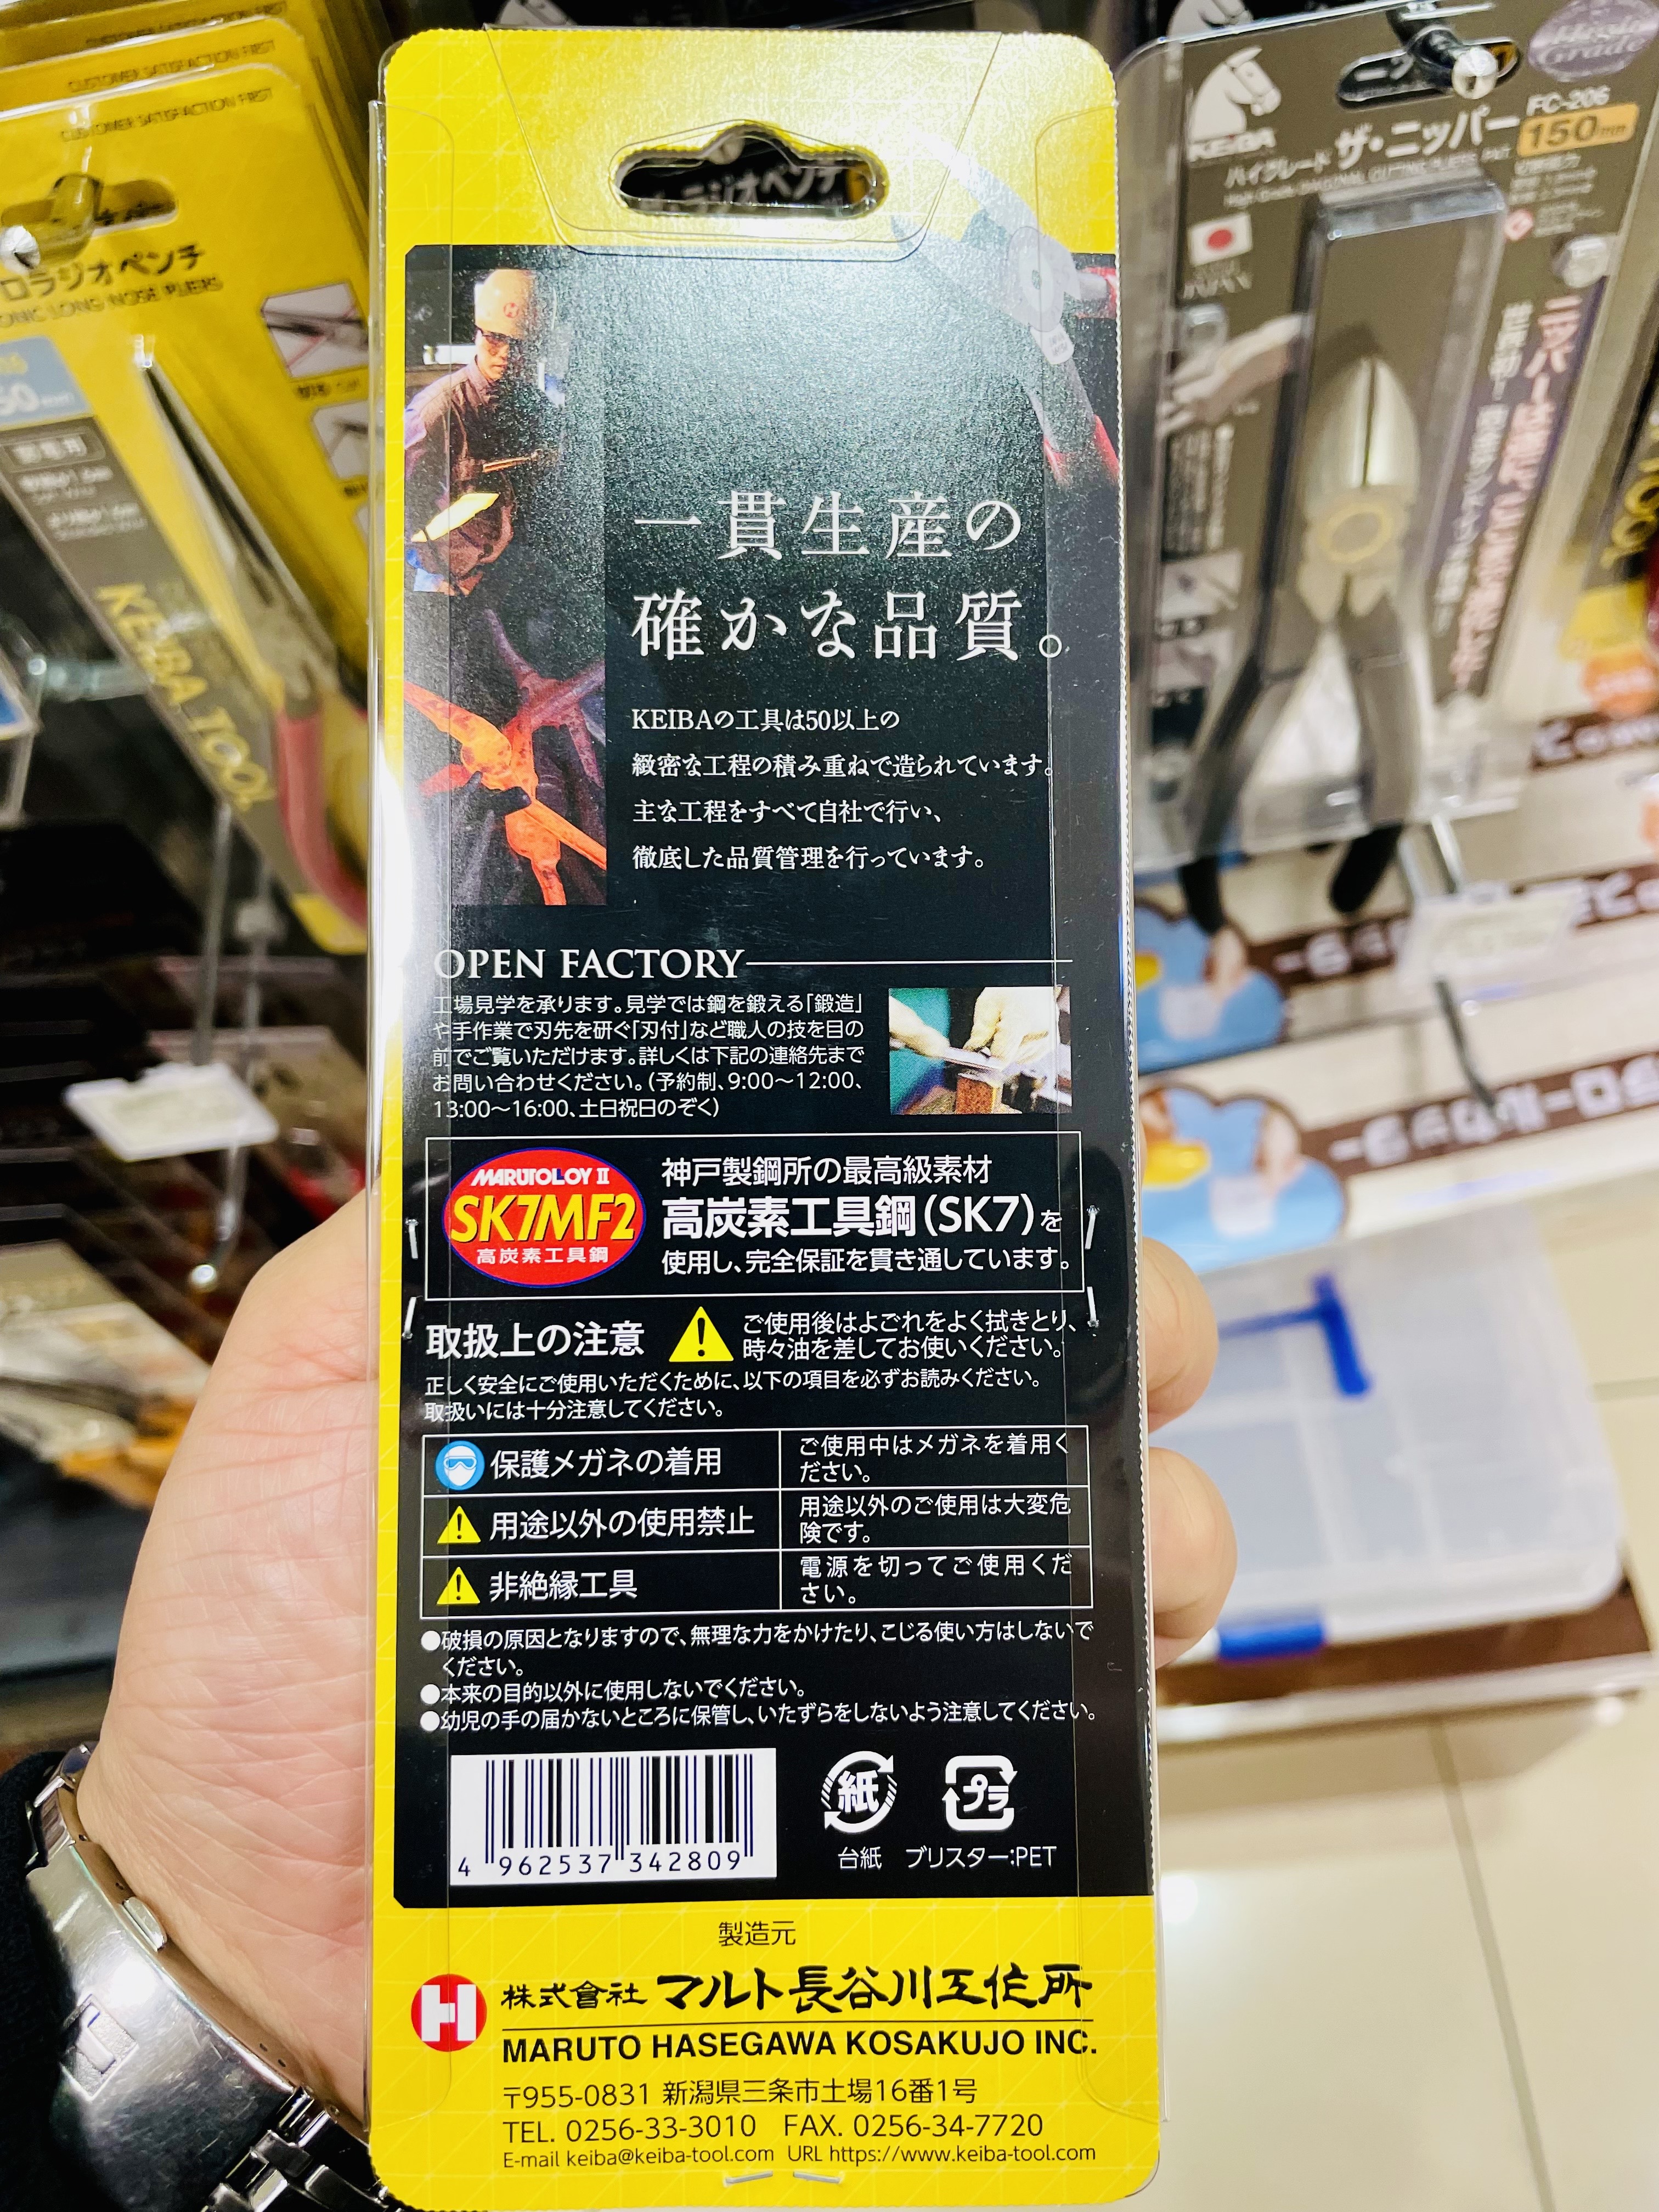 一貫生産の
確かな品質。
KEIBAの工具は50以上の
緻密な工程の積み重ねで造られています。
主な工程をすべて自社で行い、
徹底した品質管理を行っています。
OPEN FACTORY
工場見学を承ります。見学では鋼を鍛える「鍛造」
や手作業で刃先を研ぐ「刃付」など職人の技を目の
前でご覧いただけます。詳しくは下記の連絡先まで
お問い合わせください。(予約制、9:00〜12:00、
13:00〜16:00、土日祝日のぞく)
MARUTOLOY II
SK7MF2
高炭素工具鋼
神戸製鋼所の最高級素材
高炭素工具鋼(SK7)を
使用し、完全保証を貫き通しています。
取扱上の注意
ご使用後はよごれをよく拭きとり、
時々油を差してお使いください。
正しく安全にご使用いただくために、以下の項目を必ずお読みください。
取扱いには十分注意してください。
保護メガネの着用
ご使用中はメガネを着用く
ださい。
用途以外の使用禁止
用途以外のご使用は大変危
険です。
非絶縁工具
電源を切ってご使用くだ
さい。
●破損の原因となりますので、無理な力をかけたり、こじる使い方はしないで
ください。
●本来の目的以外に使用しないでください。
●幼児の手の届かないところに保管し、いたずらをしないよう注意してください。
4 962537 342809
紙
台紙
プラ
ブリスター:PET
製造元
H
株式會社 マルト長谷川工作所
MARUTO HASEGAWA KOSAKUJO INC.
〒955-0831 新潟県三条市土場16番1号
TEL. 0256-33-3010 FAX. 0256-34-7720
E-mail keiba@keiba-tool.com URL https://www.keiba-tool.com
CUSTOMER SATISFACTION FIRST
CUSTOMER SATISFACTION FIRST
ロラジオペンチ
LONG NOSE PLIERS
KEIBA TOOL
ラジオペンチ
KEIBA
ハイグレード ザ・ニッパー
FC-206
150mm